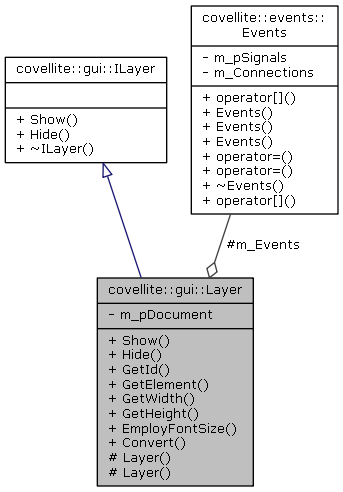 covellite::events::
Events
- m_pSignals
- m_Connections
+ operator[]()
+ Events()
+ Events()
+ Events()
+ operator=()
+ operator=()
+ ~Events()
+ operator[]()
covellite::gui::ILayer
+ Show()
+ Hide()
+ ~ILayer()
#m_Events
covellite::gui::Layer
- m_pDocument
+ Show()
+ Hide()
+ GetId()
+ GetElement()
+ GetWidth()
+ GetHeight()
+ EmployFontSize()
+ Convert()
# Layer()
# Layer()